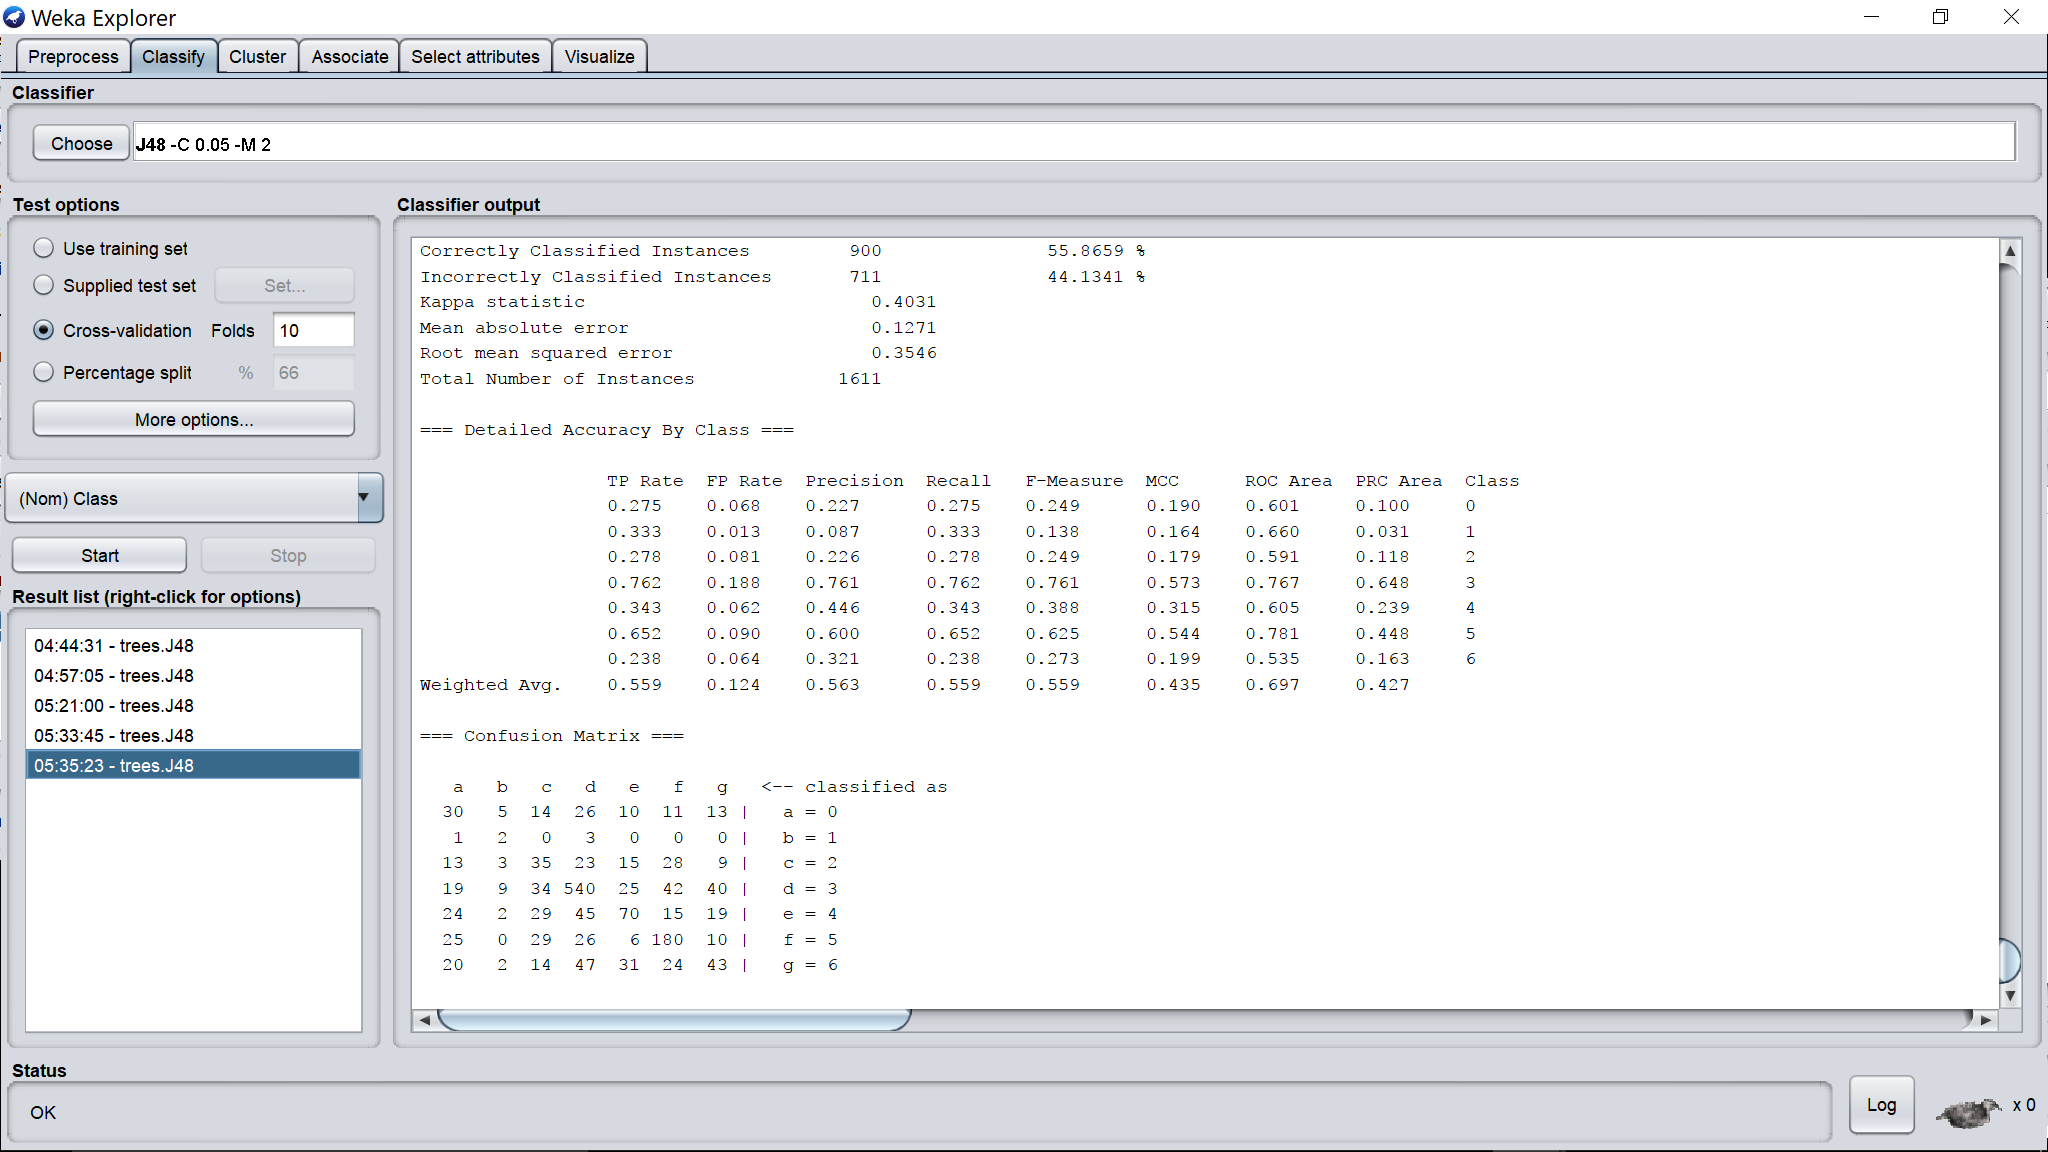 Weka Explorer
Preprocess Classify Cluster Associate Select attributes Visualize
Classifier
Choose J48 -C 0.05 -M 2
Test options
Use training set
Supplied test set Set...
Cross-validation Folds 10
Percentage split % 66
More options...
(Nom) Class
Start Stop
Result list (right-click for options)
04:44:31 - trees.J48
04:57:05 - trees.J48
05:21:00 - trees.J48
05:33:45 - trees.J48
05:35:23 - trees.J48
Classifier output
Correctly Classified Instances 900 55.8659 %
Incorrectly Classified Instances 711 44.1341 %
Kappa statistic 0.4031
Mean absolute error 0.1271
Root mean squared error 0.3546
Total Number of Instances 1611
=== Detailed Accuracy By Class ===
TP Rate FP Rate Precision Recall F-Measure MCC ROC Area PRC Area Class
0.275 0.068 0.227 0.275 0.249 0.190 0.601 0.100 0
0.333 0.013 0.087 0.333 0.138 0.164 0.660 0.031 1
0.278 0.081 0.226 0.278 0.249 0.179 0.591 0.118 2
0.762 0.188 0.761 0.762 0.761 0.573 0.767 0.648 3
0.343 0.062 0.446 0.343 0.388 0.315 0.605 0.239 4
0.652 0.090 0.600 0.652 0.625 0.544 0.781 0.448 5
0.238 0.064 0.321 0.238 0.273 0.199 0.535 0.163 6
Weighted Avg. 0.559 0.124 0.563 0.559 0.559 0.435 0.697 0.427
=== Confusion Matrix ===
a b c d e f g <-- classified as
30 5 14 26 10 11 13 | a = 0
1 2 0 3 0 0 0 | b = 1
13 3 35 23 15 28 9 | c = 2
19 9 34 540 25 42 40 | d = 3
24 2 29 45 70 15 19 | e = 4
25 0 29 26 6 180 10 | f = 5
20 2 14 47 31 24 43 | g = 6
Status
OK
Log
x 0